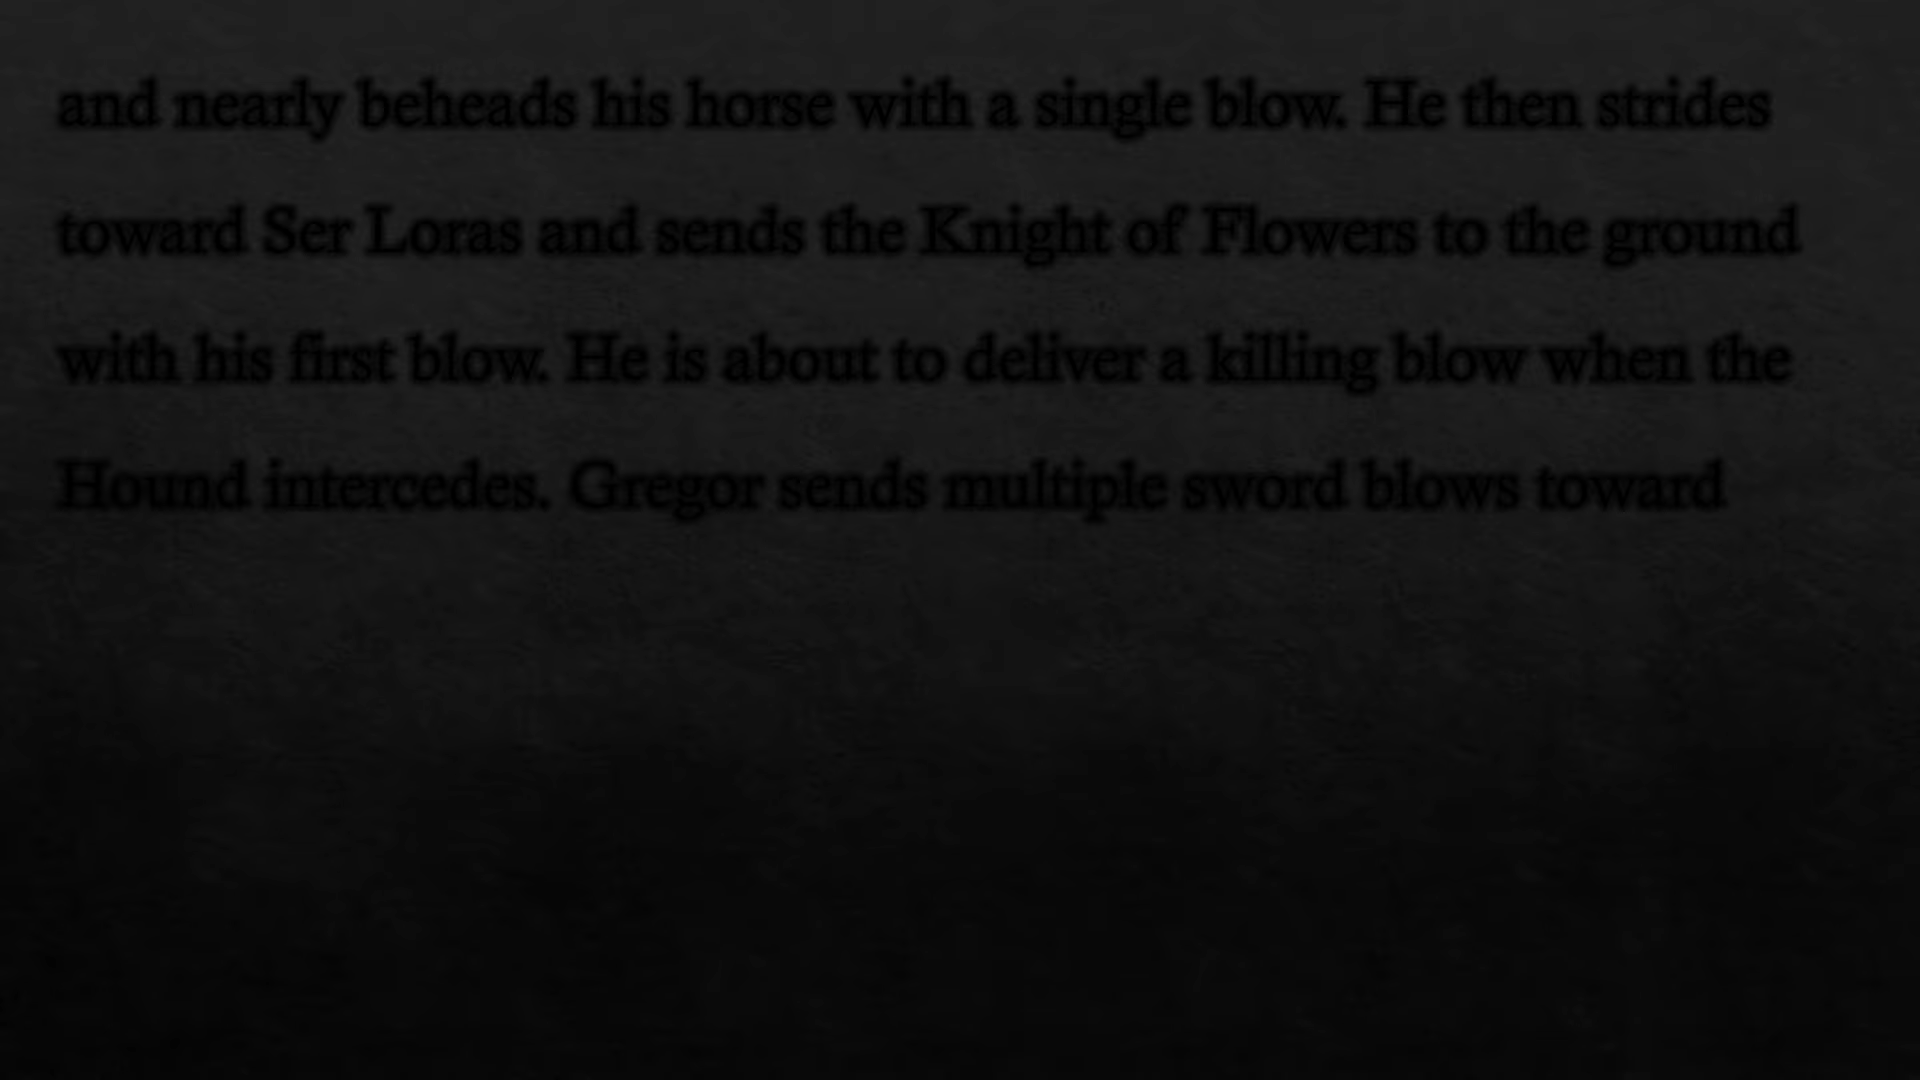 and nearly beheads his horse with a single blow. He then strides
toward Ser Loras and sends the Knight of Flowers to the ground
with his first blow. He is about to deliver a killing blow when the
Hound intercedes. Gregor sends multiple sword blows toward